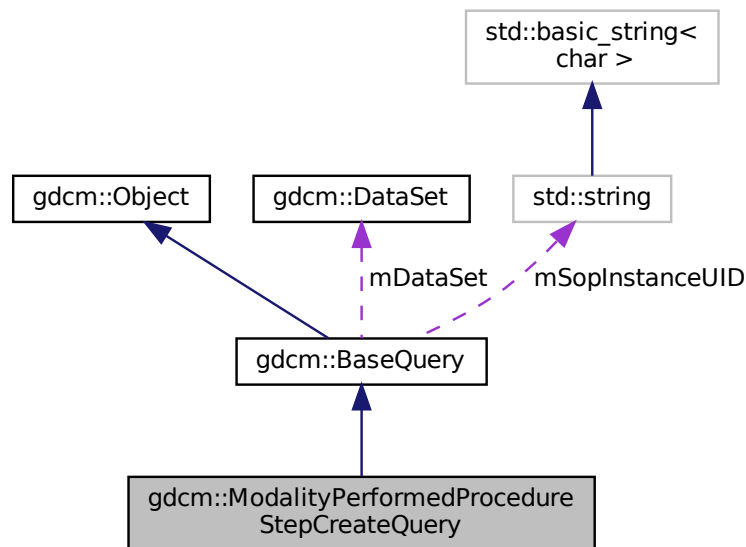 std::basic_string<
char >
gdcm::Object
gdcm::DataSet
std::string
mDataSet
mSopInstanceUID
gdcm::BaseQuery
gdcm::ModalityPerformedProcedure
StepCreateQuery